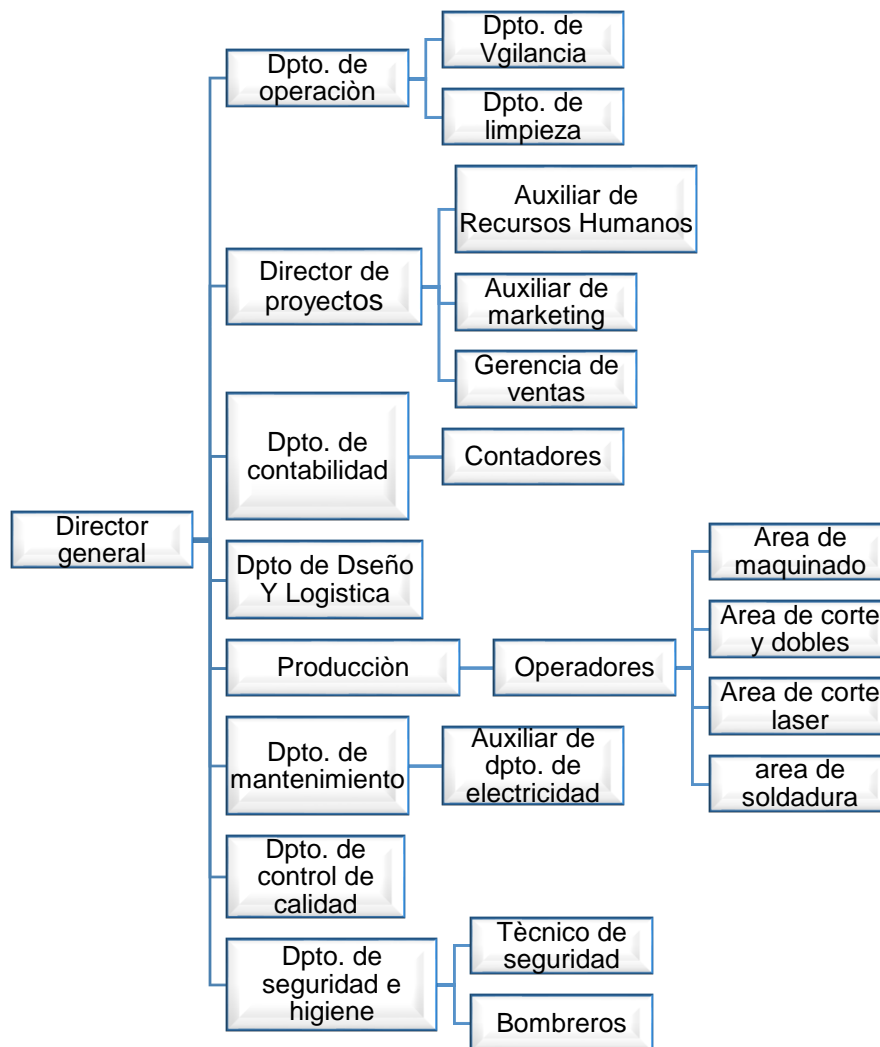 Director
general
Dpto. de
operaciòn
Dpto. de
Vgilancia
Dpto. de
limpieza
Director de
proyectos
Auxiliar de
Recursos Humanos
Auxiliar de
marketing
Gerencia de
ventas
Dpto. de
contabilidad
Contadores
Dpto de Dseño
Y Logistica
Producciòn
Operadores
Area de
maquinado
Area de corte
y dobles
Area de corte
laser
area de
soldadura
Dpto. de
mantenimiento
Auxiliar de
dpto. de
electricidad
Dpto. de
control de
calidad
Dpto. de
seguridad e
higiene
Tècnico de
seguridad
Bombreros